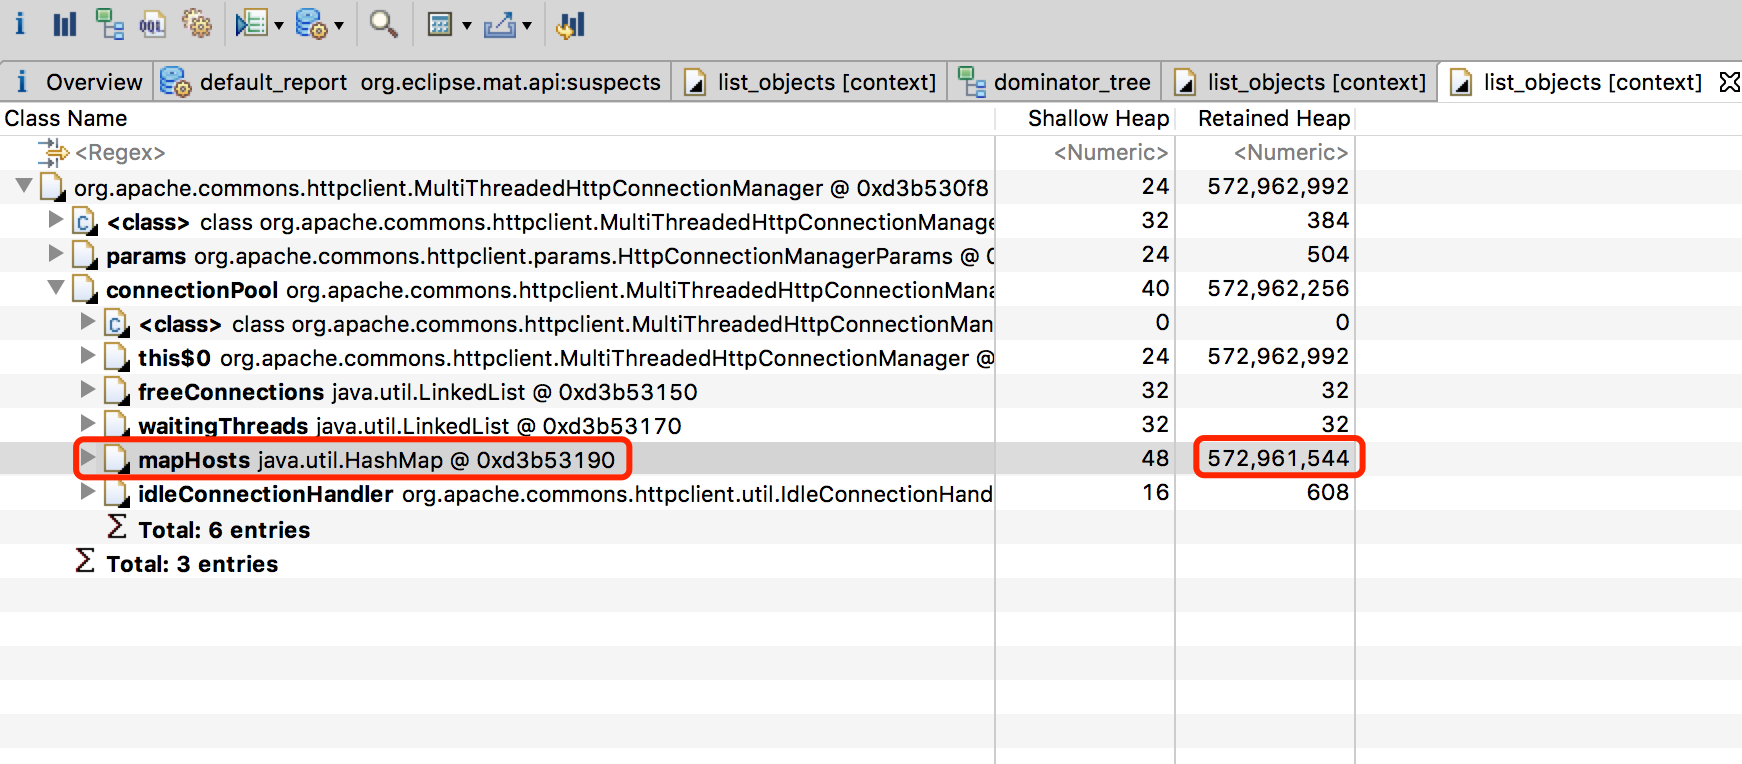 i OQL
i Overview default_report org.eclipse.mat.api:suspects list_objects [context] dominator_tree list_objects [context] list_objects [context]
Class Name Shallow Heap Retained Heap
<Regex> <Numeric> <Numeric>
org.apache.commons.httpclient.MultiThreadedHttpConnectionManager @ 0xd3b530f8 24 572,962,992
<class> class org.apache.commons.httpclient.MultiThreadedHttpConnectionManage 32 384
params org.apache.commons.httpclient.params.HttpConnectionManagerParams @ 0 24 504
connectionPool org.apache.commons.httpclient.MultiThreadedHttpConnectionMana 40 572,962,256
<class> class org.apache.commons.httpclient.MultiThreadedHttpConnectionMan 0 0
this$0 org.apache.commons.httpclient.MultiThreadedHttpConnectionManager @ 24 572,962,992
freeConnections java.util.LinkedList @ 0xd3b53150 32 32
waitingThreads java.util.LinkedList @ 0xd3b53170 32 32
mapHosts java.util.HashMap @ 0xd3b53190 48 572,961,544
idleConnectionHandler org.apache.commons.httpclient.util.IdleConnectionHand 16 608
Σ Total: 6 entries
Σ Total: 3 entries